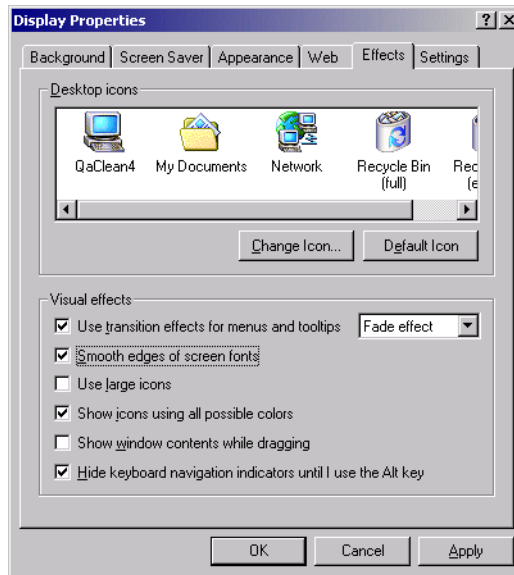 Display Properties
Background Screen Saver Appearance Web Effects Settings
Desktop icons
QaClean4 My Documents Network Recycle Bin (full)
Change Icon... Default Icon
Visual effects
Use transition effects for menus and tooltips Fade effect
Smooth edges of screen fonts
Use large icons
Show icons using all possible colors
Show window contents while dragging
Hide keyboard navigation indicators until I use the Alt key
OK Cancel Apply